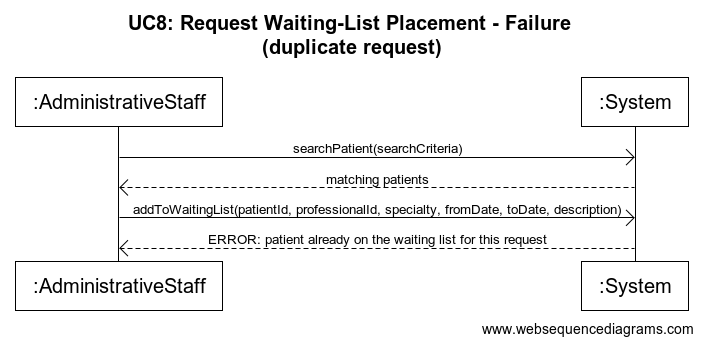 UC8: Request Waiting-List Placement - Failure
(duplicate request)
:AdministrativeStaff
:System
searchPatient(searchCriteria)
matching patients
addToWaitingList(patientId, professionalId, specialty, fromDate, toDate, description)
ERROR: patient already on the waiting list for this request
:AdministrativeStaff
:System
www.websequencediagrams.com